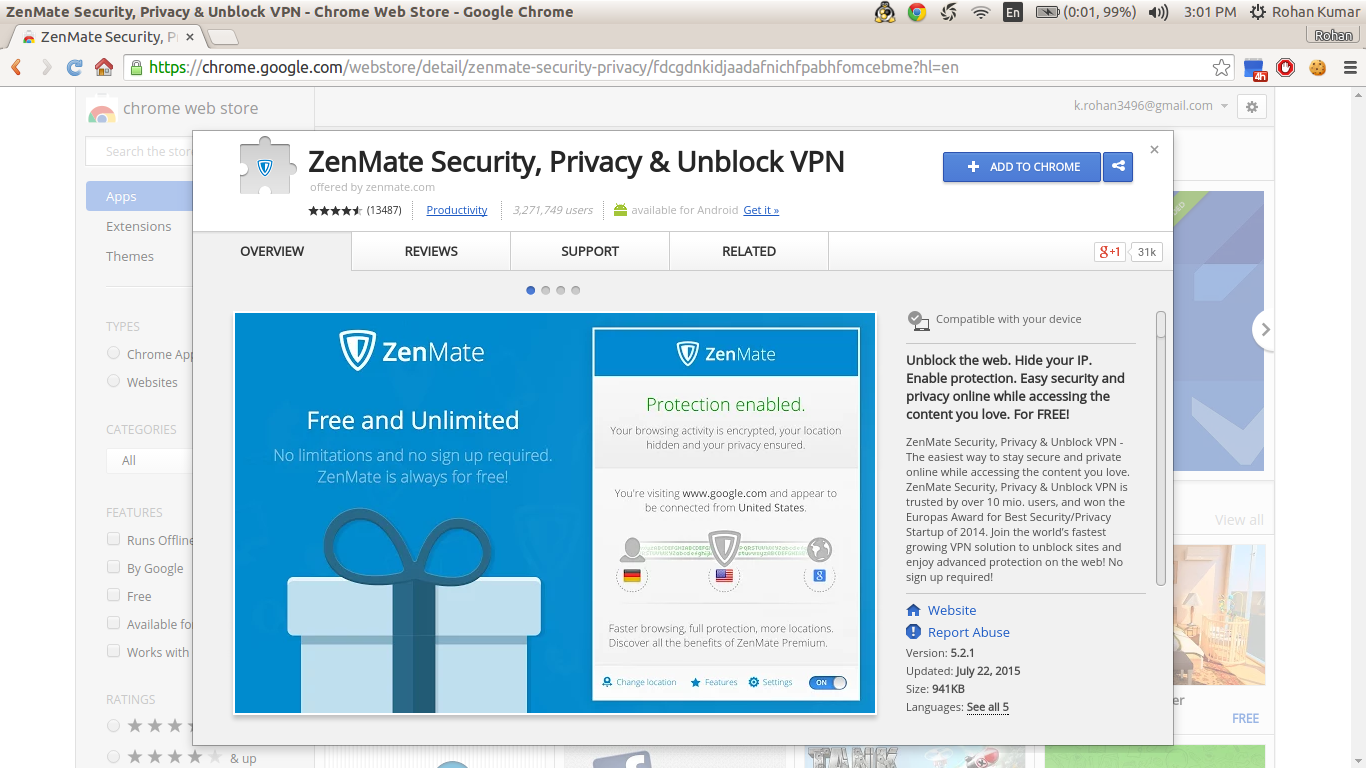 ZenMate Security, Privacy & Unblock VPN - Chrome Web Store - Google Chrome
En
(0:01, 99%)
3:01 PM
Rohan Kumar
ZenMate Security, P
Rohan
https://chrome.google.com/webstore/detail/zenmate-security-privacy/fdcgdnkidjaadafnichfpabhfomcebme?hl=en
4h
chrome web store
k.rohan3496@gmail.com
Search the store
Apps
Extensions
Themes
TYPES
Chrome App
Websites
CATEGORIES
All
FEATURES
Runs Offline
By Google
Free
Available fo
Works with
RATINGS
& up
ZenMate Security, Privacy & Unblock VPN
offered by zenmate.com
(13487)
Productivity
3,271,749 users
available for Android
Get it »
ADD TO CHROME
OVERVIEW
REVIEWS
SUPPORT
RELATED
g+1
31k
ZenMate
Free and Unlimited
No limitations and no sign up required.
ZenMate is always for free!
ZenMate
Protection enabled.
Your browsing activity is encrypted, your location
hidden and your privacy ensured.
You're visiting www.google.com and appear to
be connected from United States.
Faster browsing, full protection, more locations.
Discover all the benefits of ZenMate Premium.
Change location
Features
Settings
ON
Compatible with your device
Unblock the web. Hide your IP.
Enable protection. Easy security and
privacy online while accessing the
content you love. For FREE!
ZenMate Security, Privacy & Unblock VPN -
The easiest way to stay secure and private
online while accessing the content you love.
ZenMate Security, Privacy & Unblock VPN is
trusted by over 10 mio. users, and won the
Europas Award for Best Security/Privacy
Startup of 2014. Join the world's fastest
growing VPN solution to unblock sites and
enjoy advanced protection on the web! No
sign up required!
Website
Report Abuse
Version: 5.2.1
Updated: July 22, 2015
Size: 941KB
Languages: See all 5
View all
er
FREE
TANK